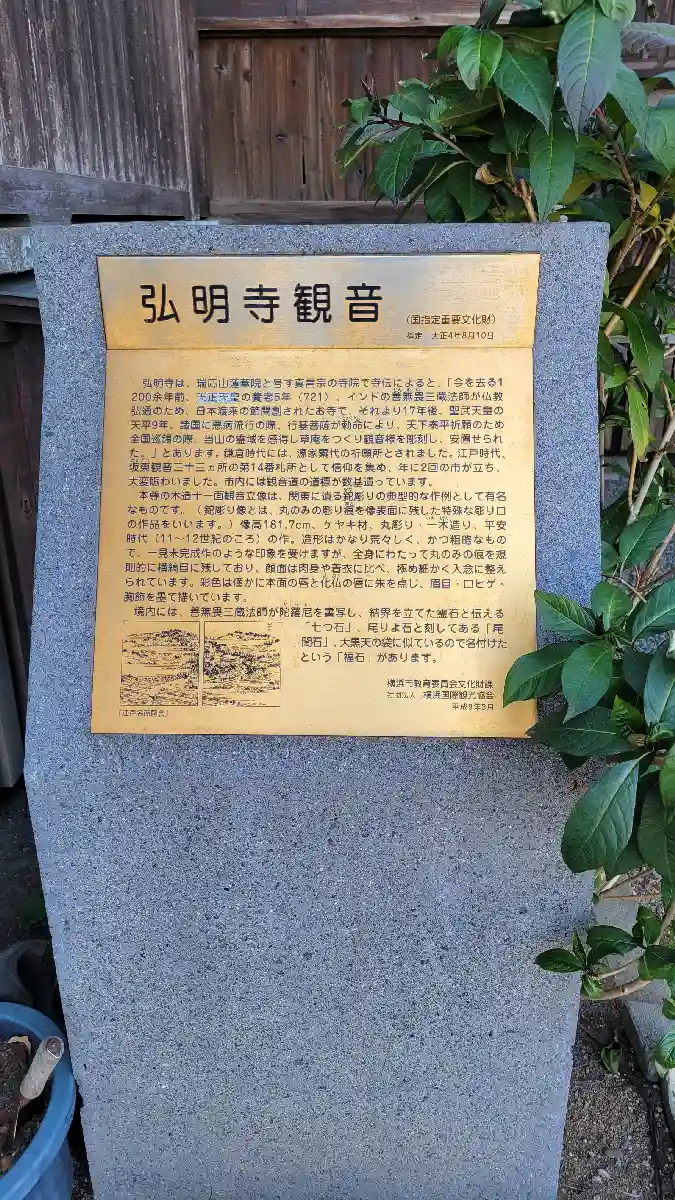 弘明寺観音
(国指定重要文化財)
指定 大正4年8月10日
弘明寺は、瑞応山蓮華院と号す真言宗の寺院で寺伝によると、「今を去る1
200余年前、元正天皇の養老5年（721）、インドの善無畏三蔵法師が仏教
弘通のため、日本渡来の節開創されたお寺で、それより17年後、聖武天皇の
天平9年、諸国に悪病流行の際、行基菩薩が勅命により、天下泰平祈願のため
全国巡錫の際、当山の霊域を感得し草庵をつくり観音様を彫刻し、安置せられ
た。」とあります。鎌倉時代には、源家累代の祈願所とされました。江戸時代、
坂東観音三十三ヵ所の第14番札所として信仰を集め、年に2回の市が立ち、
大変賑わいました。市内には観音道の道標が数基遺っています。
本尊の木造十一面観音立像は、関東に遺る鉈彫りの典型的な作例として有名
なものです。（鉈彫り像とは、丸のみの彫り痕を像表面に残した特殊な彫り口
の作品をいいます。）像高181.7cm、ケヤキ材、丸彫り・一木造り、平安
時代（11〜12世紀のころ）の作。造形はかなり荒々しく、かつ粗略なもの
で、一見未完成作のような印象を受けますが、全身にわたって丸のみの痕を規
則的に横縞目に残しており、顔面は肉身や着衣に比べ、極め細かく入念に整え
られています。彩色は僅かに本面の唇と化仏の唇に朱を点し、眉目・口ヒゲ・
胸飾を墨で描いています。
境内には、善無畏三蔵法師が陀羅尼を書写し、結界を立てた霊石と伝える
「七つ石」、尾りよ石と刻してある「尾
閭石」、大黒天の袋に似ているので名付けた
という「福石」があります。
「江戸名所図会」
横浜市教育委員会文化財課
社団法人 横浜国際観光協会
平成9年3月